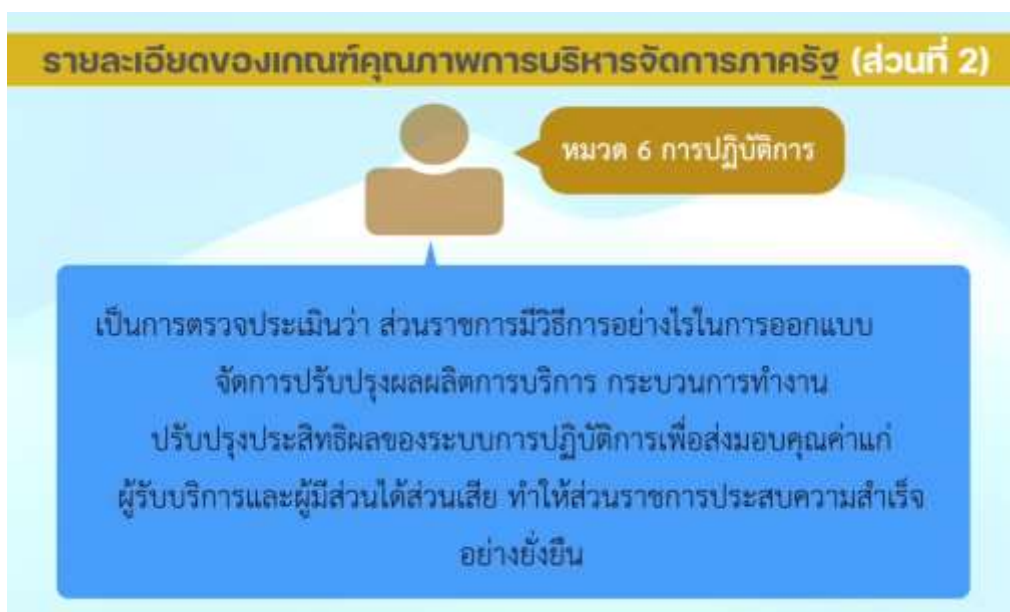 รายละเอียดของเกณฑ์คุณภาพการบริหารจัดการภาครัฐ (ส่วนที่ 2)
หมวด 6 การปฏิบัติการ
เป็นการตรวจประเมินว่า ส่วนราชการมีวิธีการอย่างไรในการออกแบบ
จัดการปรับปรุงผลผลิตการบริการ กระบวนการทำงาน
ปรับปรุงประสิทธิผลของระบบการปฏิบัติการเพื่อส่งมอบคุณค่าแก่
ผู้รับบริการและผู้มีส่วนได้ส่วนเสีย ทำให้ส่วนราชการประสบความสำเร็จ
อย่างยั่งยืน